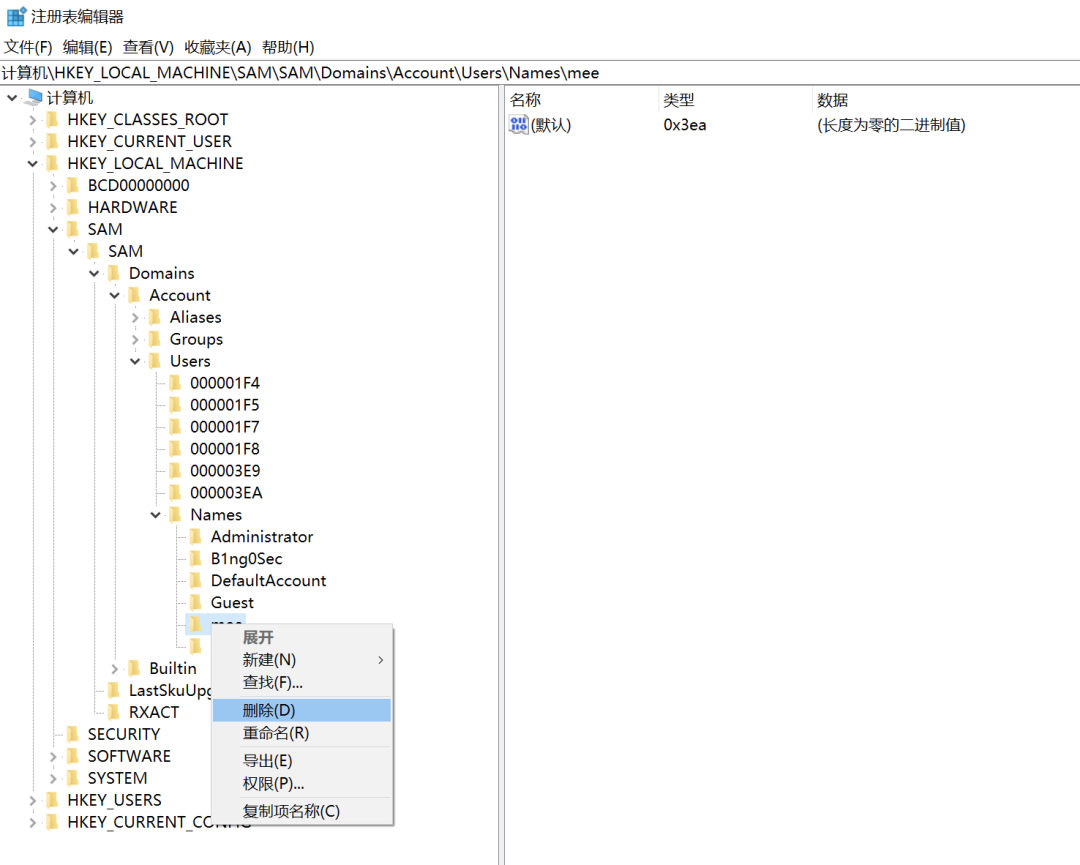 注册表编辑器
文件(F) 编辑(E) 查看(V) 收藏夹(A) 帮助(H)
计算机\HKEY_LOCAL_MACHINE\SAM\SAM\Domains\Account\Users\Names\mee
计算机
HKEY_CLASSES_ROOT
HKEY_CURRENT_USER
HKEY_LOCAL_MACHINE
BCD00000000
HARDWARE
SAM
SAM
Domains
Account
Aliases
Groups
Users
000001F4
000001F5
000001F7
000001F8
000003E9
000003EA
Names
Administrator
B1ng0Sec
DefaultAccount
Guest
mee
Builtin
LastSkuUpg
RXACT
SECURITY
SOFTWARE
SYSTEM
HKEY_USERS
HKEY_CURRENT_CONFIG
展开
新建(N)
查找(F)...
删除(D)
重命名(R)
导出(E)
权限(P)...
复制项名称(C)
名称 类型 数据
(默认) 0x3ea (长度为零的二进制值)